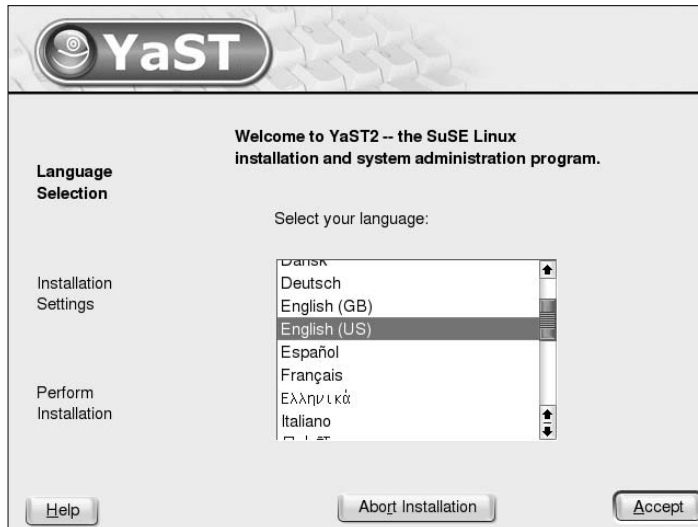 YaST
Welcome to YaST2 -- the SuSE Linux
installation and system administration program.
Language
Selection
Select your language:
Installation
Settings
Perform
Installation
Dansk
Deutsch
English (GB)
English (US)
Español
Français
Ελληνικά
Italiano
Help
Abort Installation
Accept